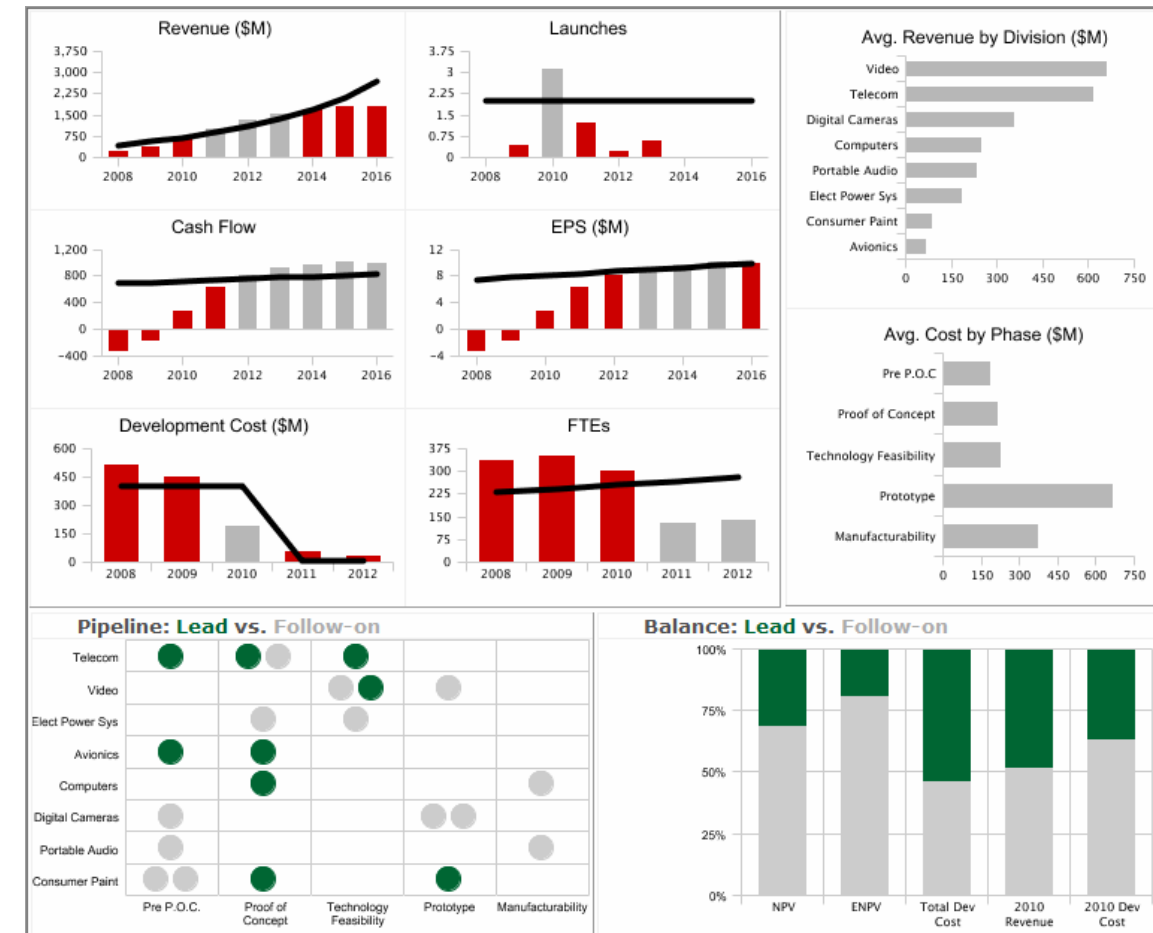 Revenue ($M)
3,750
3,000
2,250
1,500
750
0
2008 2010 2012 2014 2016
Launches
3.75
3
2.25
1.5
0.75
0
2008 2010 2012 2014 2016
Cash Flow
1,200
800
400
0
−400
2008 2010 2012 2014 2016
EPS ($M)
12
8
4
0
−4
2008 2010 2012 2014 2016
Development Cost ($M)
600
450
300
150
0
2008 2009 2010 2011 2012
FTEs
375
300
225
150
75
0
2008 2009 2010 2011 2012
Avg. Revenue by Division ($M)
Video
Telecom
Digital Cameras
Computers
Portable Audio
Elect Power Sys
Consumer Paint
Avionics
0 150 300 450 600 750
Avg. Cost by Phase ($M)
Pre P.O.C
Proof of Concept
Technology Feasibility
Prototype
Manufacturability
0 150 300 450 600 750
Pipeline: Lead vs. Follow-on
Telecom
Video
Elect Power Sys
Avionics
Computers
Digital Cameras
Portable Audio
Consumer Paint
Pre P.O.C. Proof of Technology Prototype Manufacturability
Concept Feasibility
Balance: Lead vs. Follow-on
100%
75%
50%
25%
0%
NPV ENPV Total Dev 2010 2010 Dev
Cost Revenue Cost